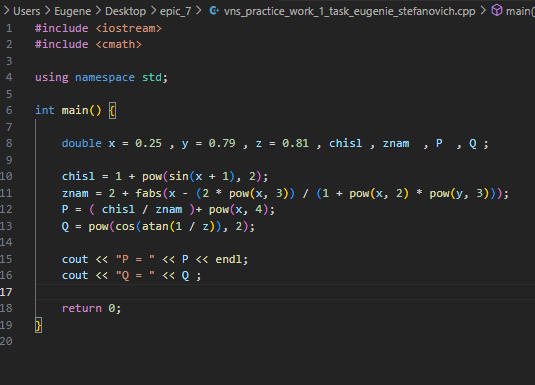 > Users > Eugene > Desktop > epic_7 > vns_practice_work_1_task_eugenie_stefanovich.cpp > main(
1 #include <iostream>
2 #include <cmath>
3
4 using namespace std;
5
6 int main() {
7
8 double x = 0.25 , y = 0.79 , z = 0.81 , chisl , znam  , P  , Q ;
9
10 chisl = 1 + pow(sin(x + 1), 2);
11 znam = 2 + fabs(x - (2 * pow(x, 3)) / (1 + pow(x, 2) * pow(y, 3)));
12 P = ( chisl / znam )+ pow(x, 4);
13 Q = pow(cos(atan(1 / z)), 2);
14
15 cout << "P = " << P << endl;
16 cout << "Q = " << Q ;
17
18 return 0;
19 }
20